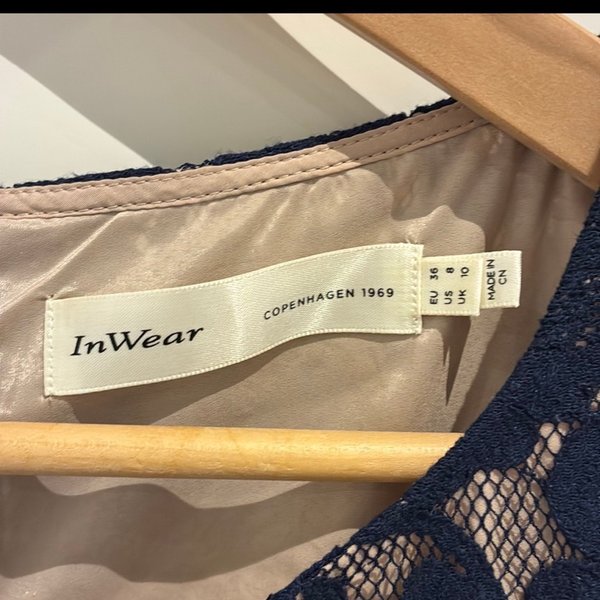 InWear
COPENHAGEN 1969
EU 36
US 8
UK 10
MADE IN
CN